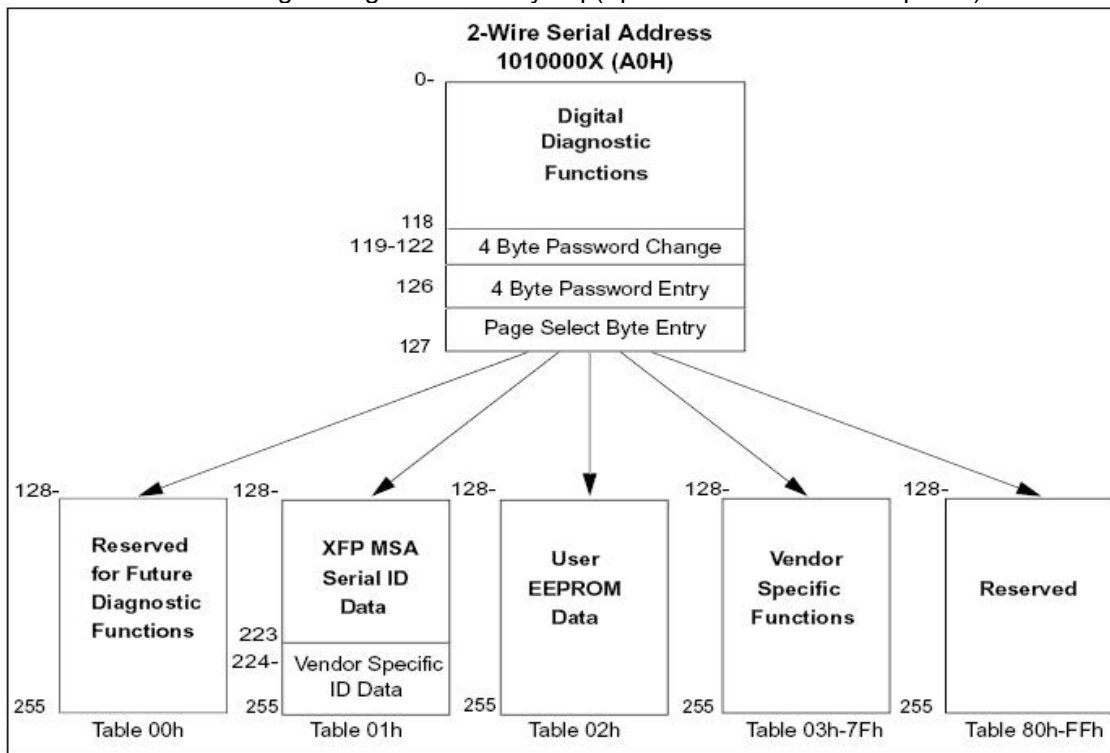 2-Wire Serial Address
1010000X (A0H)
0-
Digital
Diagnostic
Functions
118
119-122
4 Byte Password Change
126
4 Byte Password Entry
Page Select Byte Entry
127
128-
Reserved
for Future
Diagnostic
Functions
255
Table 00h
128-
XFP MSA
Serial ID
Data
223
224-
Vendor Specific
ID Data
255
Table 01h
128-
User
EEPROM
Data
255
Table 02h
128-
Vendor
Specific
Functions
255
Table 03h-7Fh
128-
Reserved
255
Table 80h-FFh